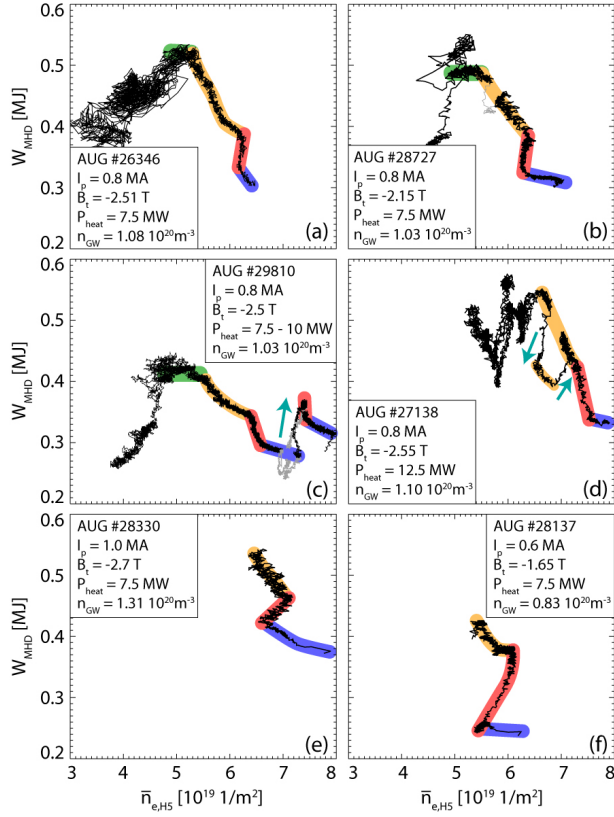 0.6
0.5
0.4
0.3
0.2
W_MHD [MJ]
AUG #26346
I_p = 0.8 MA
B_t = -2.51 T
P_heat = 7.5 MW
n_GW = 1.08 10^20 m^-3
(a)
AUG #28727
I_p = 0.8 MA
B_t = -2.15 T
P_heat = 7.5 MW
n_GW = 1.03 10^20 m^-3
(b)
0.6
0.5
0.4
0.3
0.2
W_MHD [MJ]
AUG #29810
I_p = 0.8 MA
B_t = -2.5 T
P_heat = 7.5 - 10 MW
n_GW = 1.03 10^20 m^-3
(c)
AUG #27138
I_p = 0.8 MA
B_t = -2.55 T
P_heat = 12.5 MW
n_GW = 1.10 10^20 m^-3
(d)
0.6
0.5
0.4
0.3
0.2
W_MHD [MJ]
AUG #28330
I_p = 1.0 MA
B_t = -2.7 T
P_heat = 7.5 MW
n_GW = 1.31 10^20 m^-3
(e)
AUG #28137
I_p = 0.6 MA
B_t = -1.65 T
P_heat = 7.5 MW
n_GW = 0.83 10^20 m^-3
(f)
3 4 5 6 7 8 4 5 6 7 8
n̅_e,H5 [10^19 1/m^2] n̅_e,H5 [10^19 1/m^2]